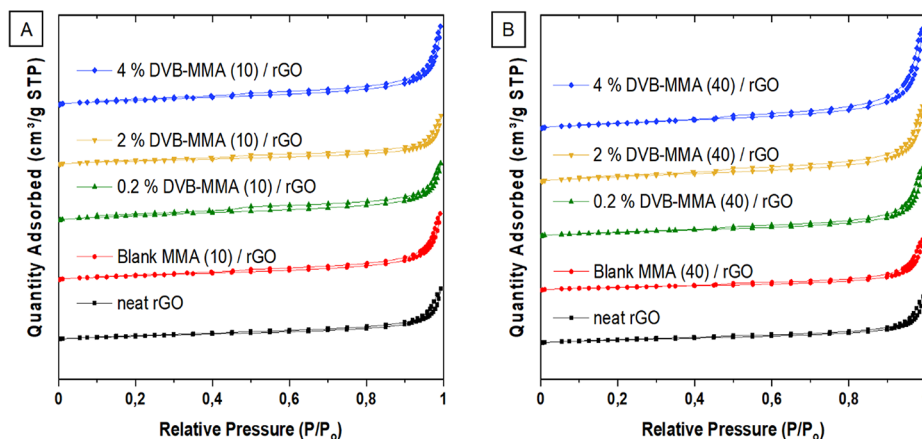 A
4 % DVB-MMA (10) / rGO
2 % DVB-MMA (10) / rGO
0.2 % DVB-MMA (10) / rGO
Blank MMA (10) / rGO
neat rGO
Quantity Adsorbed (cm³/g STP)
0 0,2 0,4 0,6 0,8 1
Relative Pressure (P/Po)
B
4 % DVB-MMA (40) / rGO
2 % DVB-MMA (40) / rGO
0.2 % DVB-MMA (40) / rGO
Blank MMA (40) / rGO
neat rGO
Quantity Adsorbed (cm³/g STP)
0 0,2 0,4 0,6 0,8
Relative Pressure (P/Po)